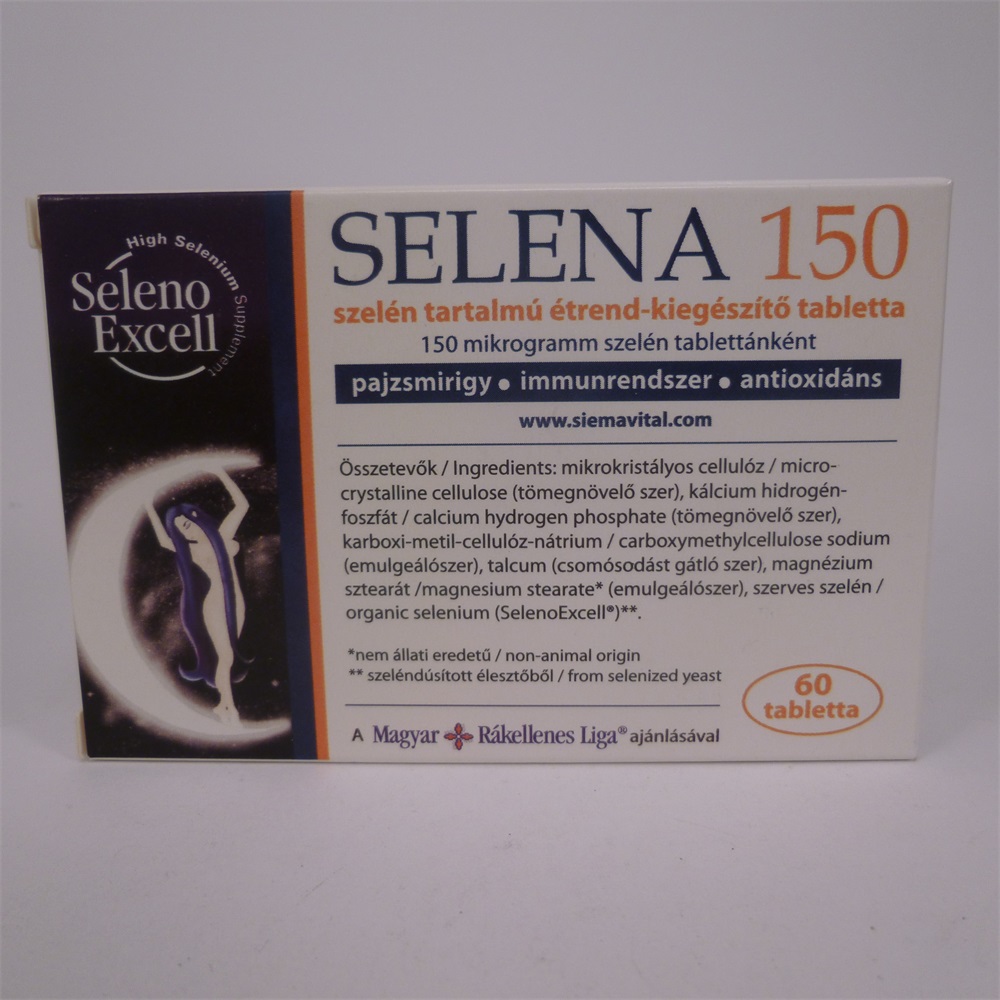 High Selenium Supplement
Seleno
Excell
SELENA 150
szelén tartalmú étrend-kiegészítő tabletta
150 mikrogramm szelén tablettánként
pajzsmirigy • immunrendszer • antioxidáns
www.siemavital.com
Összetevők / Ingredients: mikrokristályos cellulóz / micro-
crystalline cellulose (tömegnövelő szer), kálcium hidrogén-
foszfát / calcium hydrogen phosphate (tömegnövelő szer),
karboxi-metil-cellulóz-nátrium / carboxymethylcellulose sodium
(emulgeálószer), talcum (csomósodást gátló szer), magnézium
sztearát /magnesium stearate* (emulgeálószer), szerves szelén /
organic selenium (SelenoExcell®)**.
*nem állati eredetű / non-animal origin
** szeléndúsított élesztőből / from selenized yeast
60
tabletta
A Magyar Rákellenes Liga® ajánlásával